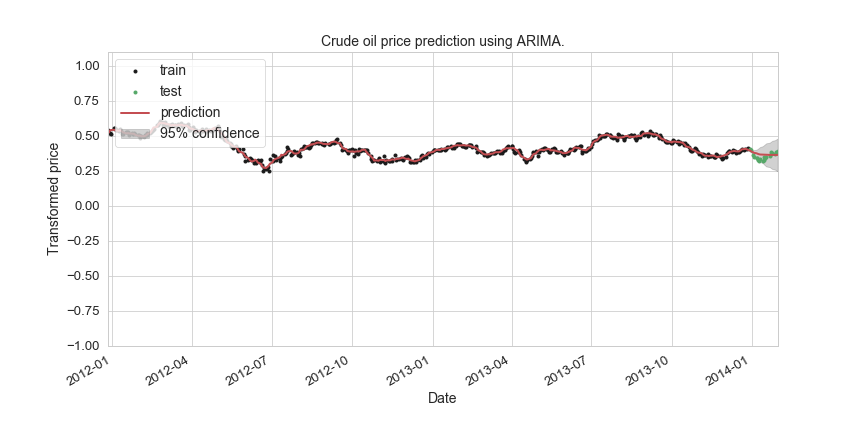 Crude oil price prediction using ARIMA.
train
test
prediction
95% confidence
Transformed price
1.00
0.75
0.50
0.25
0.00
−0.25
−0.50
−0.75
−1.00
2012-01
2012-04
2012-07
2012-10
2013-01
2013-04
2013-07
2013-10
2014-01
Date